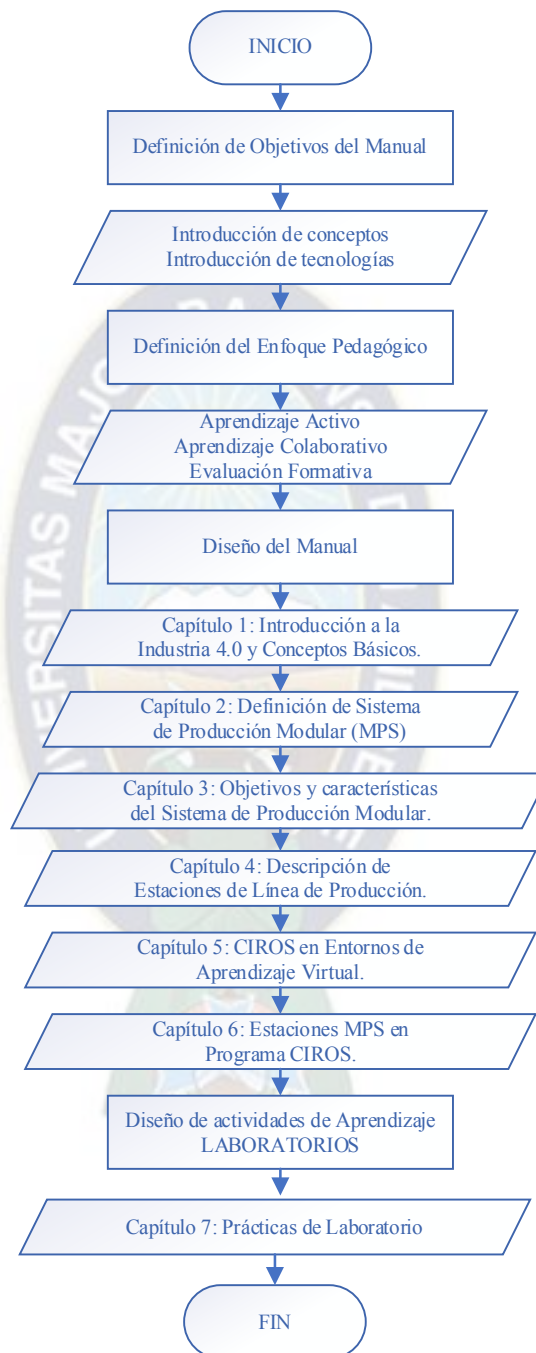 INICIO
Definición de Objetivos del Manual
Introducción de conceptos
Introducción de tecnologías
Definición del Enfoque Pedagógico
Aprendizaje Activo
Aprendizaje Colaborativo
Evaluación Formativa
Diseño del Manual
Capítulo 1: Introducción a la
Industria 4.0 y Conceptos Básicos.
Capítulo 2: Definición de Sistema
de Producción Modular (MPS)
Capítulo 3: Objetivos y características
del Sistema de Producción Modular.
Capítulo 4: Descripción de
Estaciones de Línea de Producción.
Capítulo 5: CIROS en Entornos de
Aprendizaje Virtual.
Capítulo 6: Estaciones MPS en
Programa CIROS.
Diseño de actividades de Aprendizaje
LABORATORIOS
Capítulo 7: Prácticas de Laboratorio
FIN